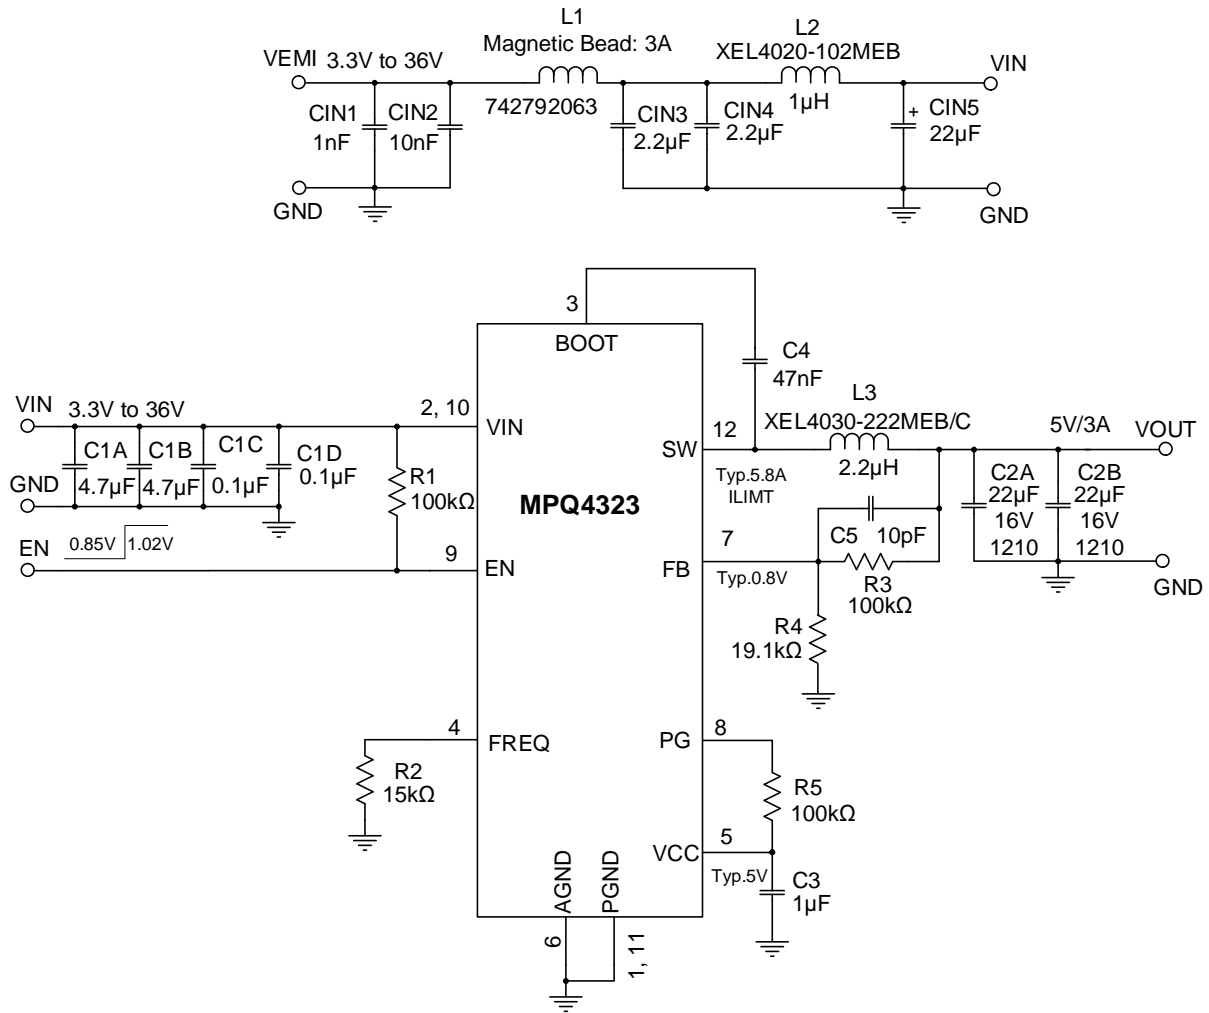 L1
Magnetic Bead: 3A
742792063
L2
XEL4020-102MEB
1µH
VEMI
3.3V to 36V
VIN
CIN1
1nF
CIN2
10nF
CIN3
2.2µF
CIN4
2.2µF
+
CIN5
22µF
GND
GND
3
BOOT
C4
47nF
VIN
3.3V to 36V
2, 10
VIN
C1A
4.7µF
C1B
4.7µF
C1C
0.1µF
C1D
0.1µF
R1
100kΩ
GND
EN
0.85V
1.02V
9
EN
MPQ4323
SW
12
Typ.5.8A
ILIMT
L3
XEL4030-222MEB/C
2.2µH
5V/3A
VOUT
C2A
22µF
16V
1210
C2B
22µF
16V
1210
GND
C5
10pF
7
FB
Typ.0.8V
R3
100kΩ
R4
19.1kΩ
4
FREQ
R2
15kΩ
PG
8
R5
100kΩ
VCC
5
Typ.5V
C3
1µF
AGND
PGND
6
1, 11